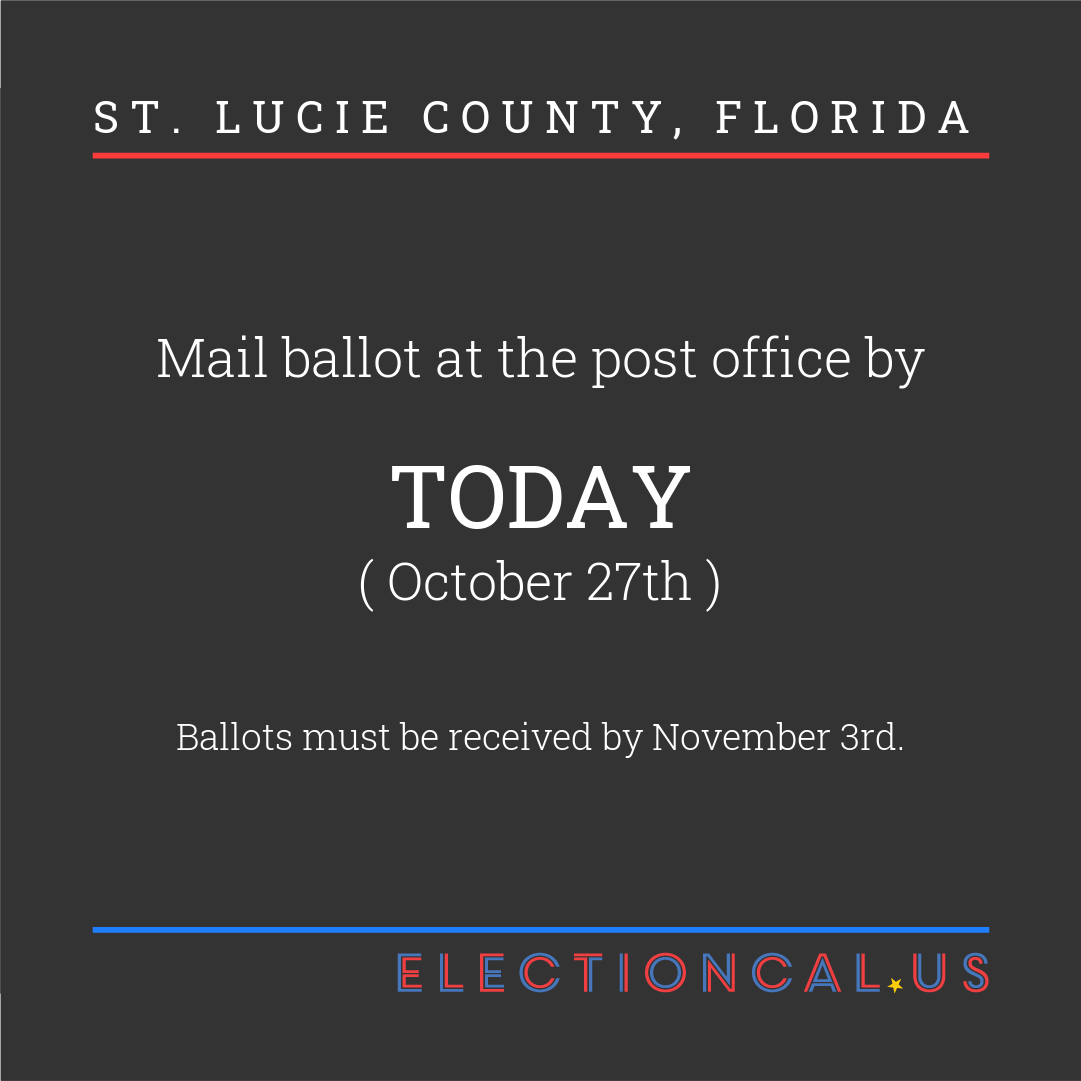 ST. LUCIE COUNTY, FLORIDA
Mail ballot at the post office by
TODAY
( October 27th )
Ballots must be received by November 3rd.
ELECTIONCAL.US